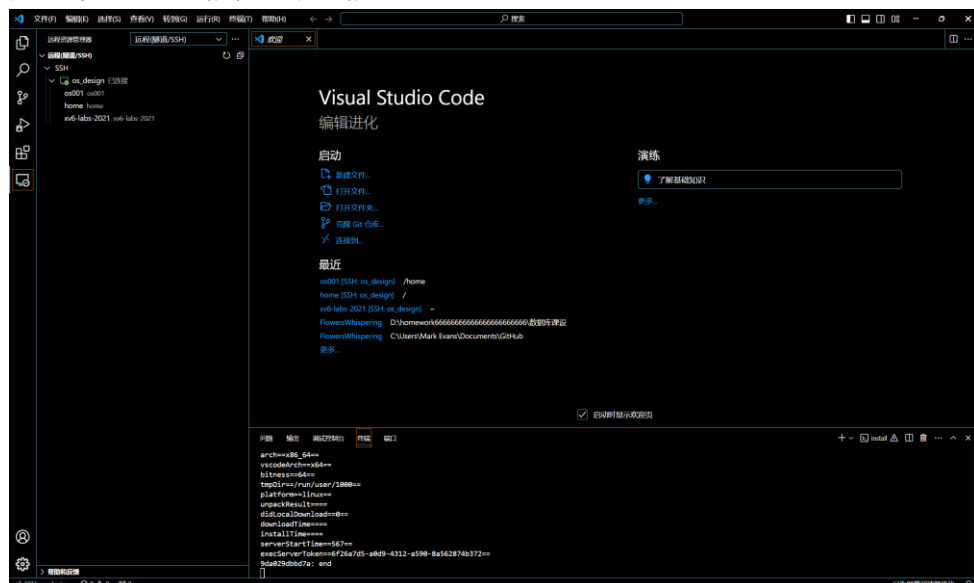 文件(F) 编辑(E) 选择(S) 查看(V) 转到(G) 运行(R) 终端(T) 帮助(H)
搜索
远程资源管理器
远程(隧道/SSH)
欢迎
远程(隧道/SSH)
SSH
os_design 已连接
os001 os001
home home
xv6-labs-2021 xv6-labs-2021
帮助和反馈
Visual Studio Code
编辑进化
启动
新建文件...
打开文件...
打开文件夹...
克隆 Git 仓库...
连接到...
最近
os001 [SSH: os_design] /home
home [SSH: os_design] /
xv6-labs-2021 [SSH: os_design] ~
FlowersWhispering D:\homework66666666666666666666666\数据库课设
FlowersWhispering C:\Users\Mark Evans\Documents\GitHub
更多...
演练
了解基础知识
更多...
启动时显示欢迎页
问题 输出 调试控制台 终端 端口
install
arch==x86_64==
vscodeArch==x64==
bitness==64==
tmpDir==/run/user/1000==
platform==linux==
unpackResult====
didLocalDownload==0==
downloadTime====
installTime====
serverStartTime==567==
execServerToken==6f26a7d5-a0d9-4312-a590-8a562874b372==
9da029dbbd7a: end